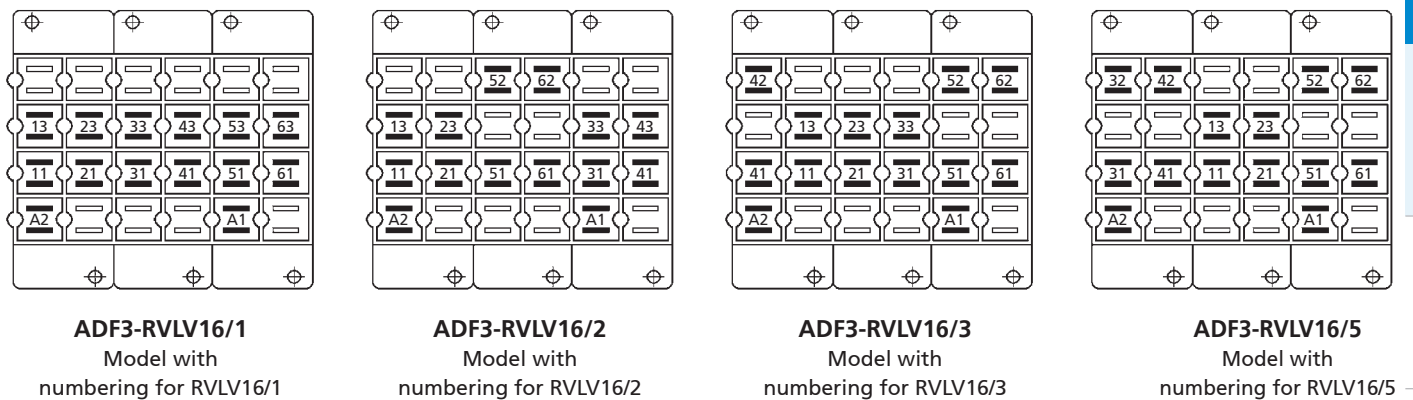 13 23 33 43 53 63
11 21 31 41 51 61
A2 A1
ADF3-RVLV16/1
Model with
numbering for RVLV16/1
52 62
13 23 33 43
11 21 51 61 31 41
A2 A1
ADF3-RVLV16/2
Model with
numbering for RVLV16/2
42 52 62
13 23 33
41 11 21 31 51 61
A2 A1
ADF3-RVLV16/3
Model with
numbering for RVLV16/3
32 42 52 62
13 23
31 41 11 21 51 61
A2 A1
ADF3-RVLV16/5
Model with
numbering for RVLV16/5